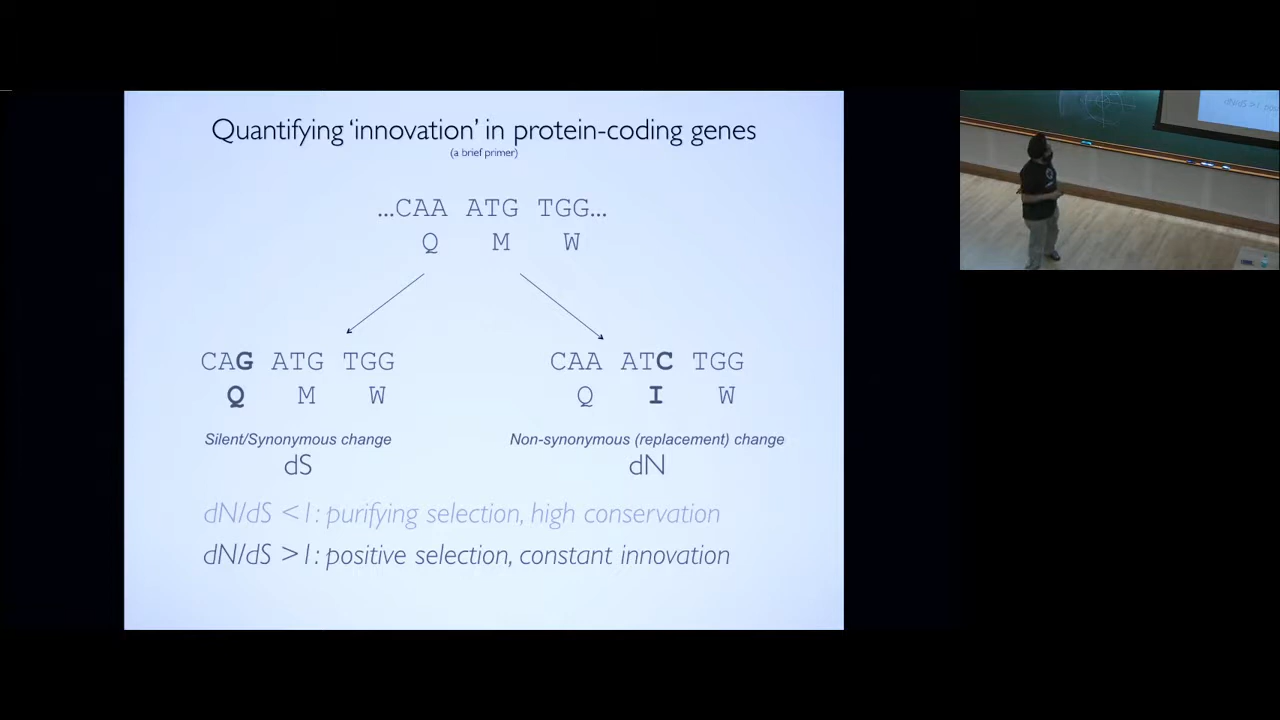 Quantifying ‘innovation’ in protein-coding genes
(a brief primer)
...CAA ATG TGG...
Q M W
CAG ATG TGG
Q M W
CAA ATC TGG
Q I W
Silent/Synonymous change
dS
Non-synonymous (replacement) change
dN
dN/dS <1: purifying selection, high conservation
dN/dS >1: positive selection, constant innovation